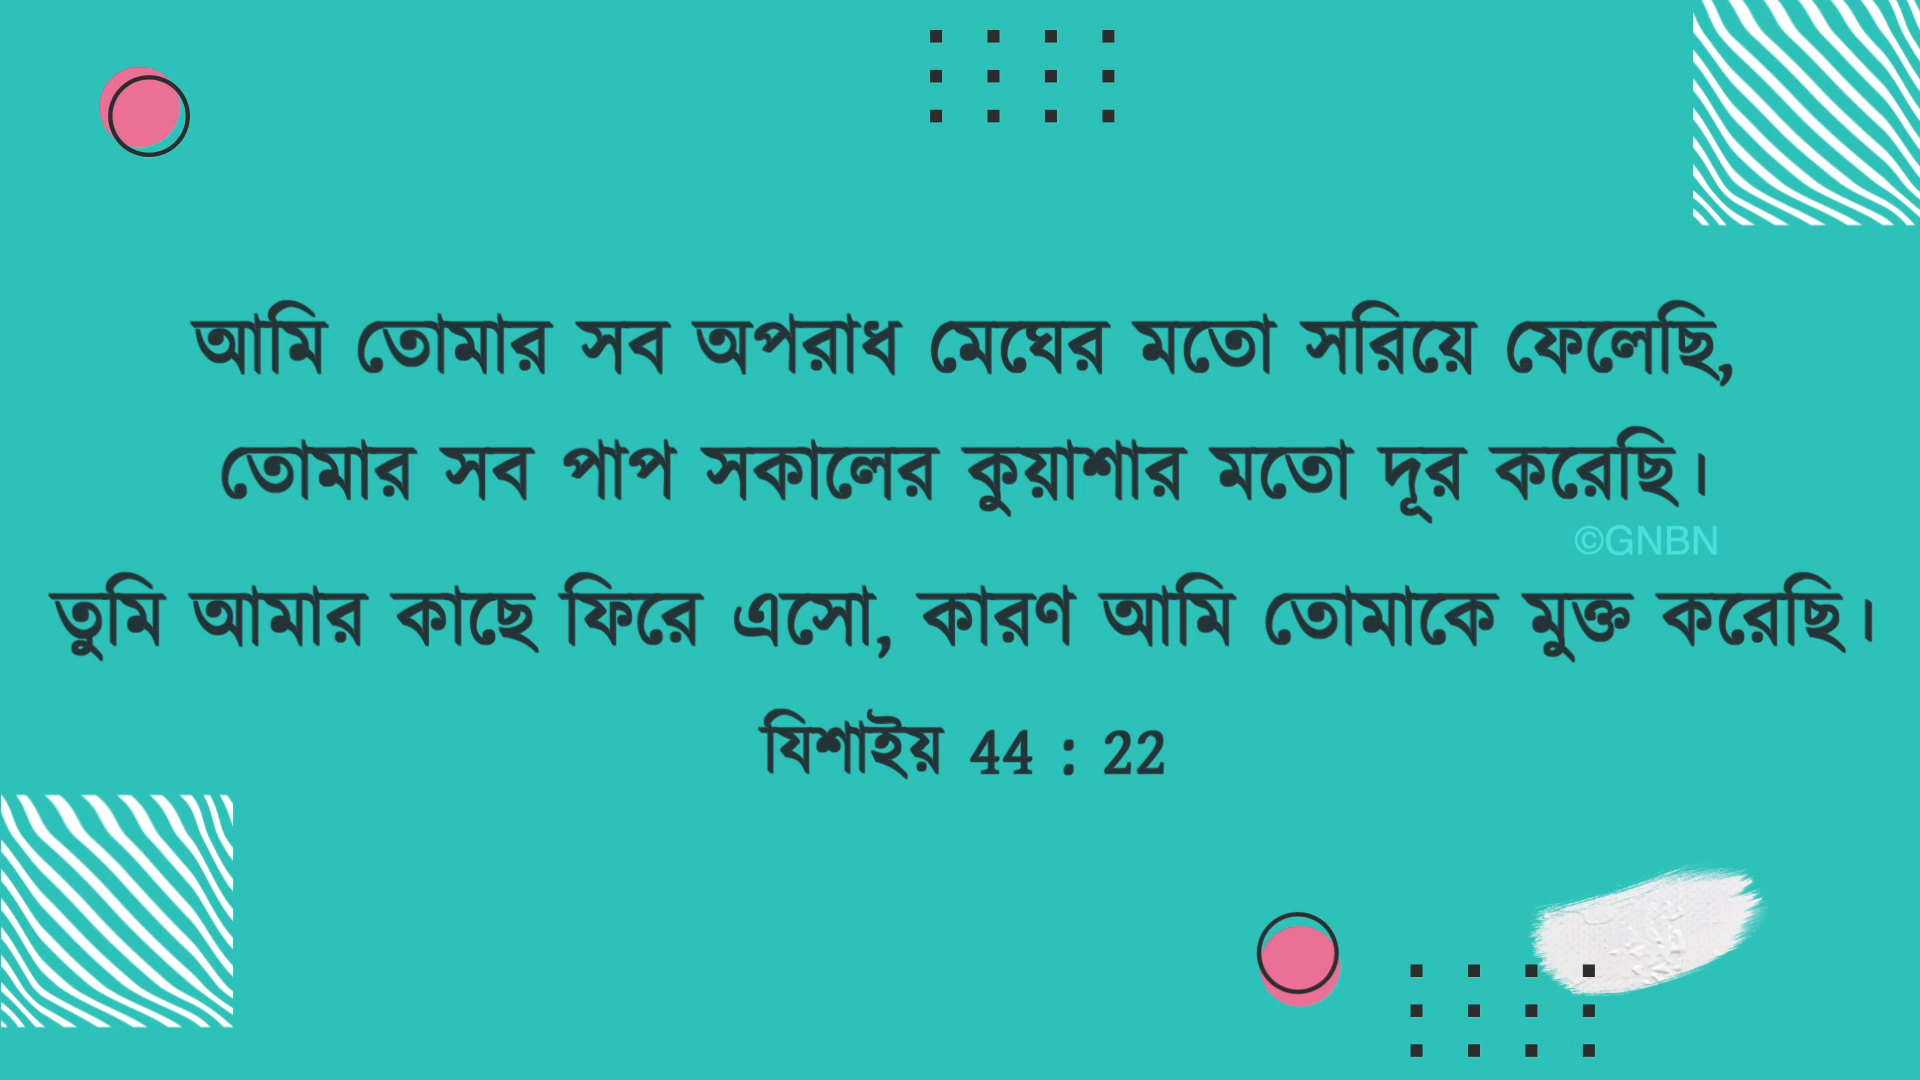 আমি তোমার সব অপরাধ মেঘের মতো সরিয়ে ফেলেছি,
তোমার সব পাপ সকালের কুয়াশার মতো দূর করেছি।
©GNBN
তুমি আমার কাছে ফিরে এসো, কারণ আমি তোমাকে মুক্ত করেছি।
যিশাইয় 44 : 22